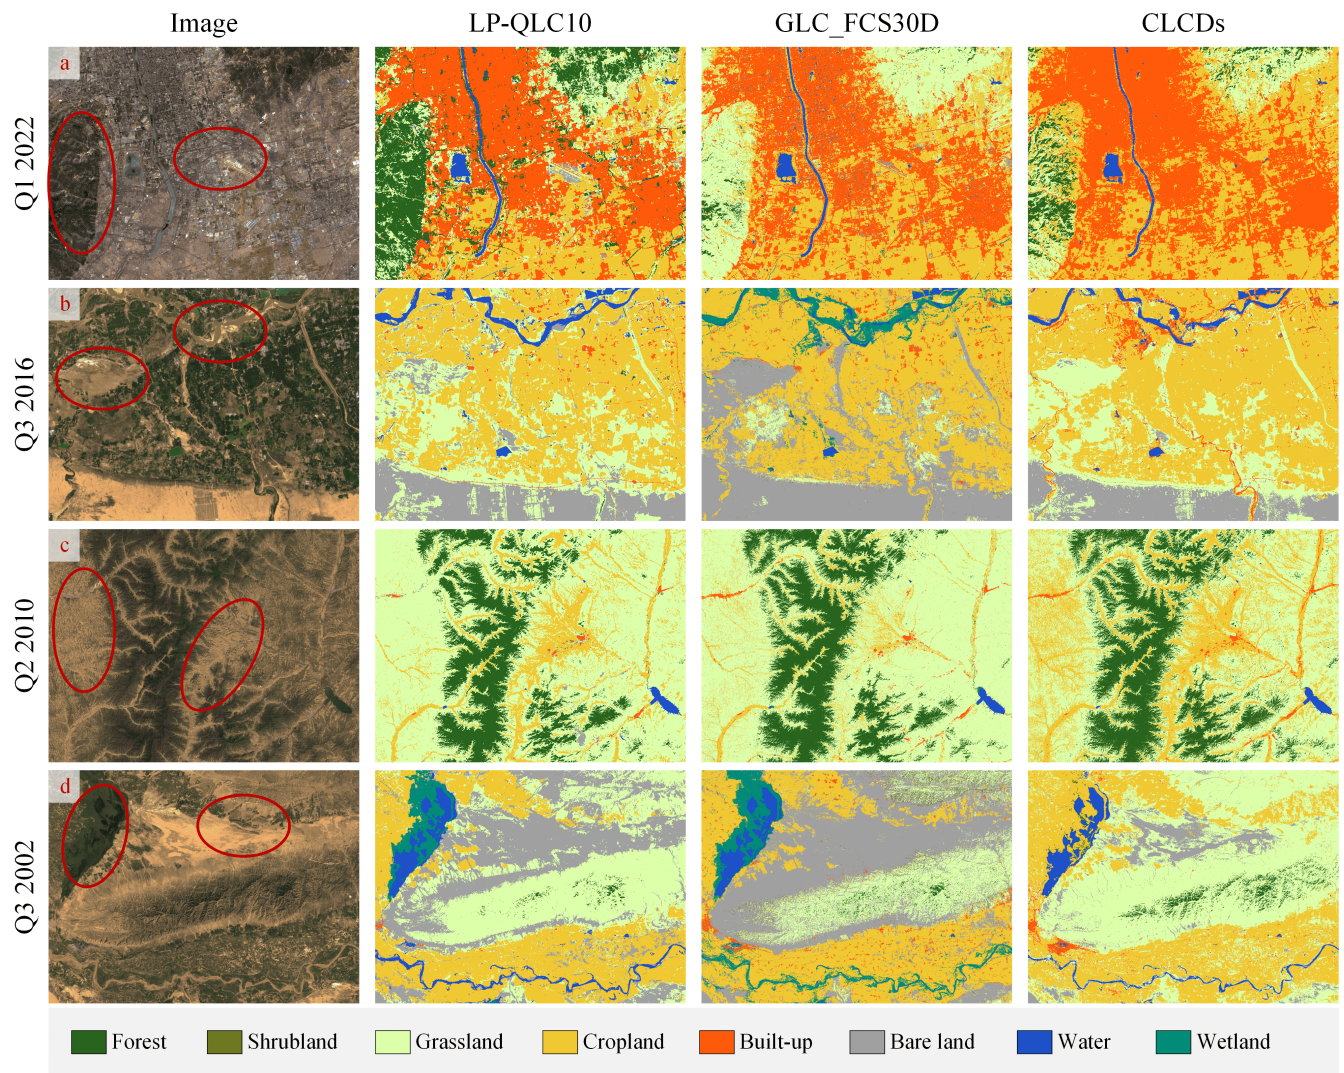 Image LP-QLC10 GLC_FCS30D CLCDs
Q1 2022
a
Q3 2016
b
Q2 2010
c
Q3 2002
d
Forest Shrubland Grassland Cropland Built-up Bare land Water Wetland